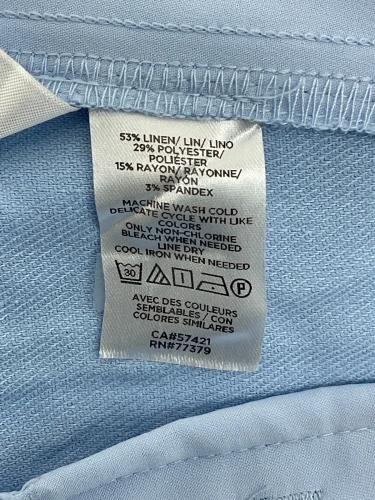 53% LINEN/ LIN/ LINO
29% POLYESTER/
POLIÉSTER
15% RAYON/ RAYONNE/
RAYÓN
3% SPANDEX
MACHINE WASH COLD
DELICATE CYCLE WITH LIKE
COLORS
ONLY NON-CHLORINE
BLEACH WHEN NEEDED
LINE DRY
COOL IRON WHEN NEEDED
30 P
AVEC DES COULEURS
SEMBLABLES / CON
COLORES SIMILARES
CA#57421
RN#77379